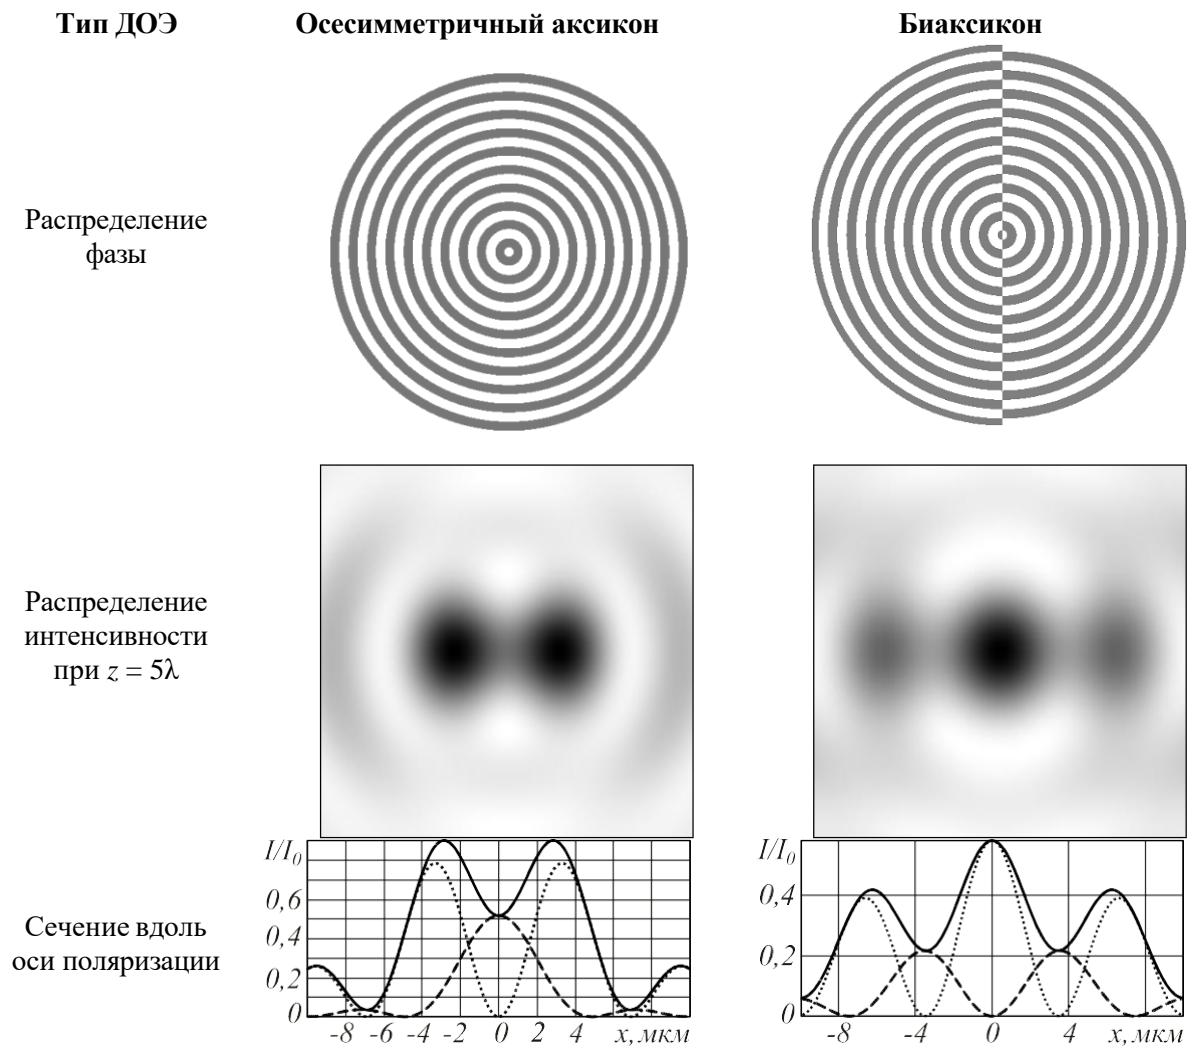 Тип ДОЭ Осесимметричный аксикон Биаксикон
Распределение
фазы
Распределение
интенсивности
при z = 5λ
Сечение вдоль
оси поляризации
I/I0
0,6
0,4
0,2
0
-8 -6 -4 -2 0 2 4 x, мкм
I/I0
0,4
0,2
0
-8 -4 0 4 x, мкм